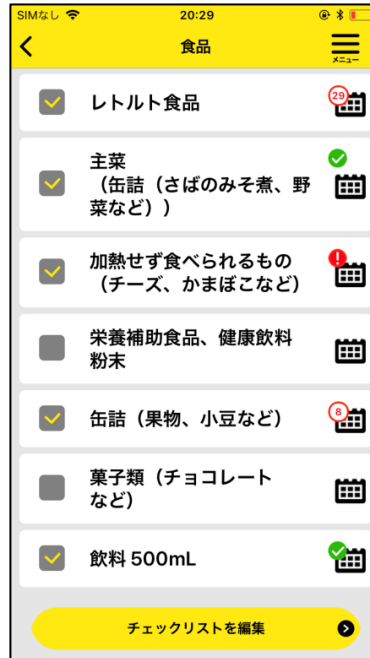 SIMなし 20:29
食品
メニュー
レトルト食品
29
主菜
（缶詰（さばのみそ煮、野
菜など））
加熱せず食べられるもの
（チーズ、かまぼこなど）
栄養補助食品、健康飲料
粉末
缶詰（果物、小豆など）
8
菓子類（チョコレート
など）
飲料 500mL
チェックリストを編集